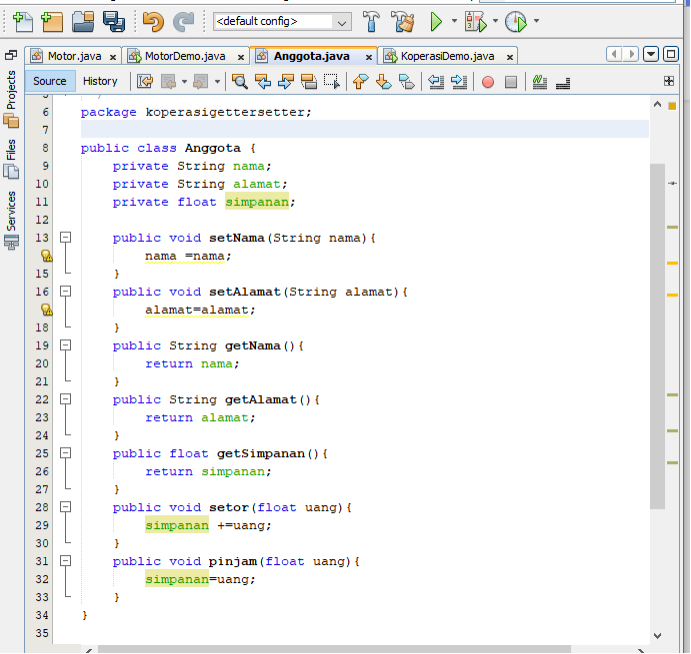 <default config>
Motor.java x MotorDemo.java x Anggota.java x KoperasiDemo.java x
Source History
Projects
Files
Services
6 package koperasigettersetter;
7
8 public class Anggota {
9 private String nama;
10 private String alamat;
11 private float simpanan;
12
13 public void setNama(String nama){
nama =nama;
15 }
16 public void setAlamat(String alamat){
alamat=alamat;
18 }
19 public String getNama(){
20 return nama;
21 }
22 public String getAlamat(){
23 return alamat;
24 }
25 public float getSimpanan(){
26 return simpanan;
27 }
28 public void setor(float uang){
29 simpanan +=uang;
30 }
31 public void pinjam(float uang){
32 simpanan=uang;
33 }
34 }
35